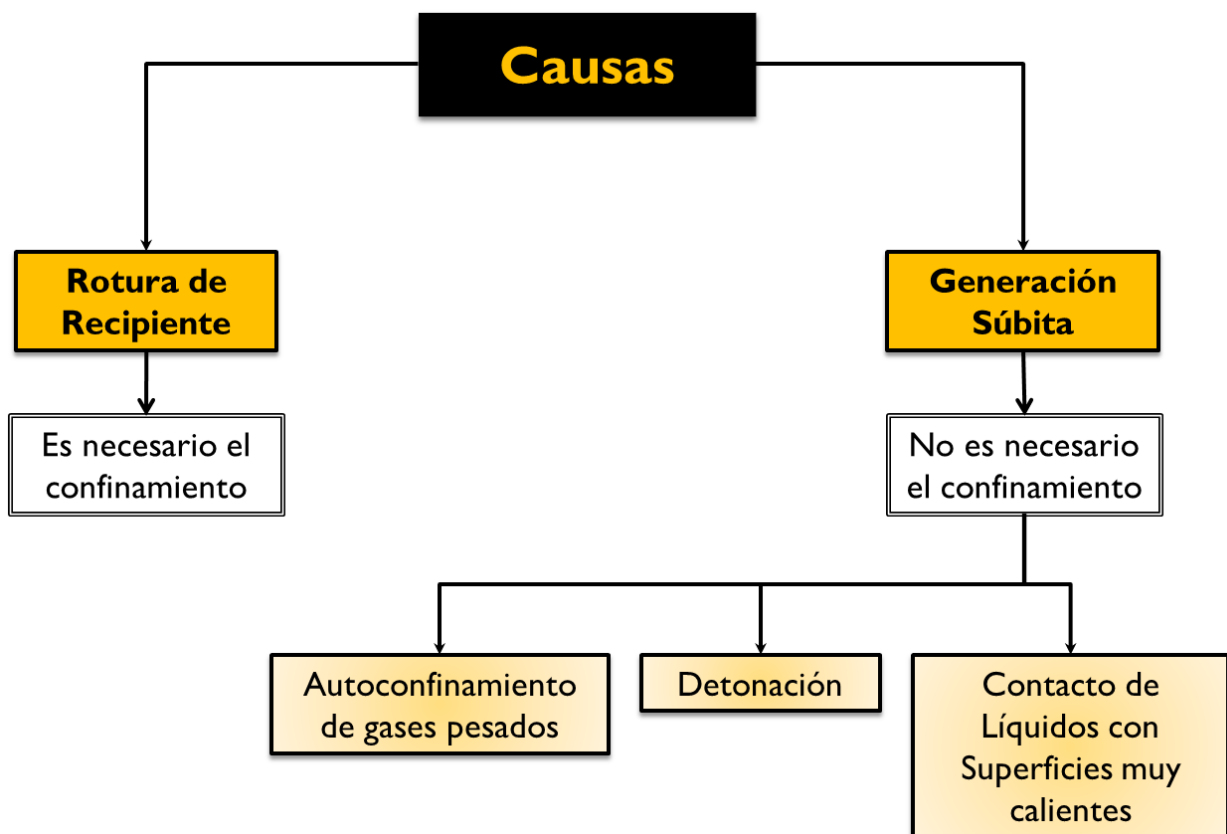 Causas
Rotura de
Recipiente
Generación
Súbita
Es necesario el
confinamiento
No es necesario
el confinamiento
Autoconfinamiento
de gases pesados
Detonación
Contacto de
Líquidos con
Superficies muy
calientes